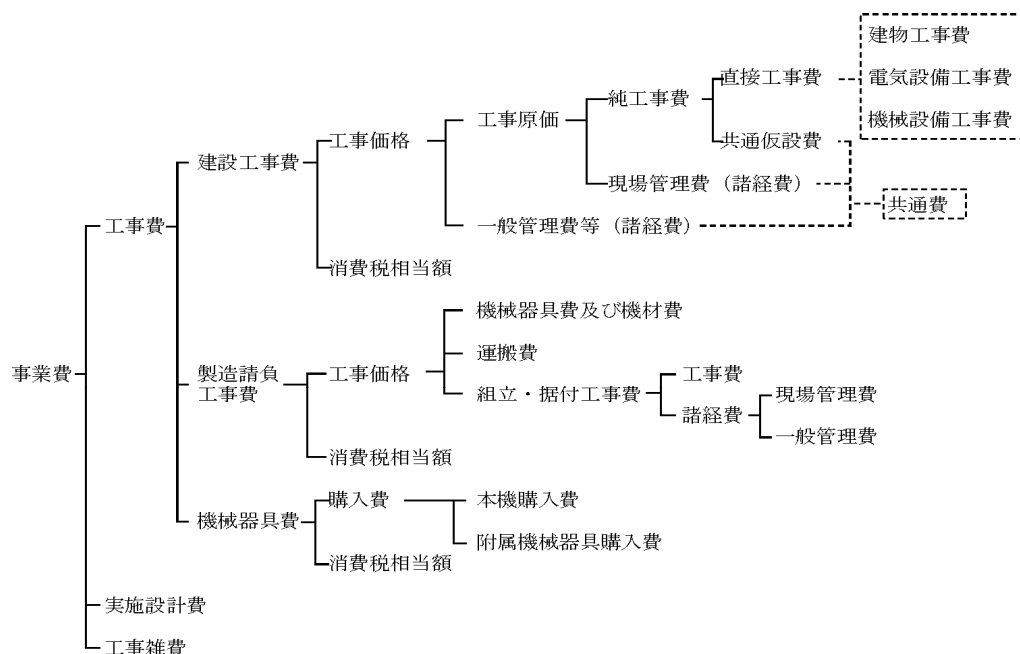 建物工事費
直接工事費
電気設備工事費
純工事費
工事原価
機械設備工事費
工事価格
共通仮設費
建設工事費
現場管理費（諸経費）
共通費
工事費
一般管理費等（諸経費）
消費税相当額
機械器具費及び機材費
運搬費
事業費
製造請負
工事費
工事価格
組立・据付工事費
工事費
諸経費
現場管理費
一般管理費
消費税相当額
購入費
本機購入費
機械器具費
附属機械器具購入費
消費税相当額
実施設計費
工事雑費